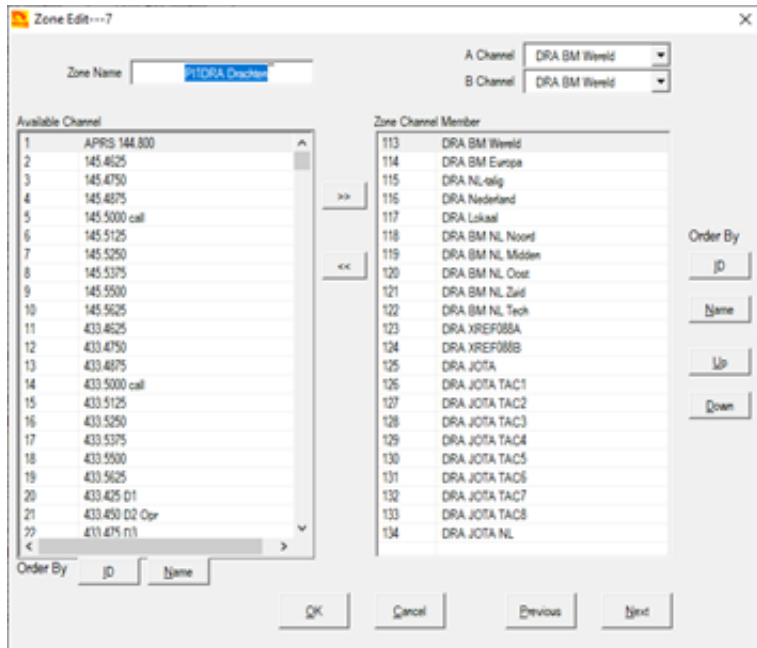 Zone Edit---7
Zone Name PI1DRA Drachten
A Channel DRA BM Wereld
B Channel DRA BM Wereld
Available Channel
1 APRS 144.800
2 145.4625
3 145.4750
4 145.4875
5 145.5000 call
6 145.5125
7 145.5250
8 145.5375
9 145.5500
10 145.5625
11 433.4625
12 433.4750
13 433.4875
14 433.5000 call
15 433.5125
16 433.5250
17 433.5375
18 433.5500
19 433.5625
20 433.425 D1
21 433.450 D2 Opr
22 433.475 D3
Order By ID Name
>>
<<
Zone Channel Member
113 DRA BM Wereld
114 DRA BM Europa
115 DRA NL-talig
116 DRA Nederland
117 DRA Lokaal
118 DRA BM NL Noord
119 DRA BM NL Midden
120 DRA BM NL Oost
121 DRA BM NL Zuid
122 DRA BM NL Tech
123 DRA XREF088A
124 DRA XREF088B
125 DRA JOTA
126 DRA JOTA TAC1
127 DRA JOTA TAC2
128 DRA JOTA TAC3
129 DRA JOTA TAC4
130 DRA JOTA TAC5
131 DRA JOTA TAC6
132 DRA JOTA TAC7
133 DRA JOTA TAC8
134 DRA JOTA NL
Order By
ID
Name
Up
Down
OK Cancel Previous Next